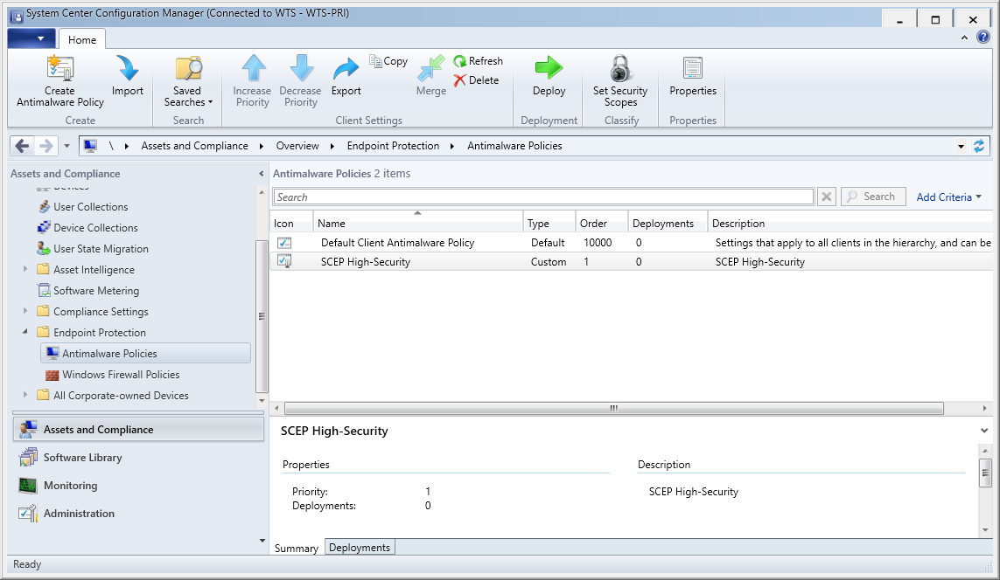 System Center Configuration Manager (Connected to WTS - WTS-PRI)
Home
Create
Antimalware Policy
Import
Saved
Searches
Increase
Priority
Decrease
Priority
Export
Copy
Merge
Refresh
Delete
Deploy
Set Security
Scopes
Properties
Create
Search
Client Settings
Deployment
Classify
Properties
\ Assets and Compliance Overview Endpoint Protection Antimalware Policies
Assets and Compliance
Devices
User Collections
Device Collections
User State Migration
Asset Intelligence
Software Metering
Compliance Settings
Endpoint Protection
Antimalware Policies
Windows Firewall Policies
All Corporate-owned Devices
Assets and Compliance
Software Library
Monitoring
Administration
Antimalware Policies 2 items
Search
Search
Add Criteria
Icon Name Type Order Deployments Description
Default Client Antimalware Policy Default 10000 0 Settings that apply to all clients in the hierarchy, and can be
SCEP High-Security Custom 1 0 SCEP High-Security
SCEP High-Security
Properties
Priority: 1
Deployments: 0
Description
SCEP High-Security
Summary Deployments
Ready